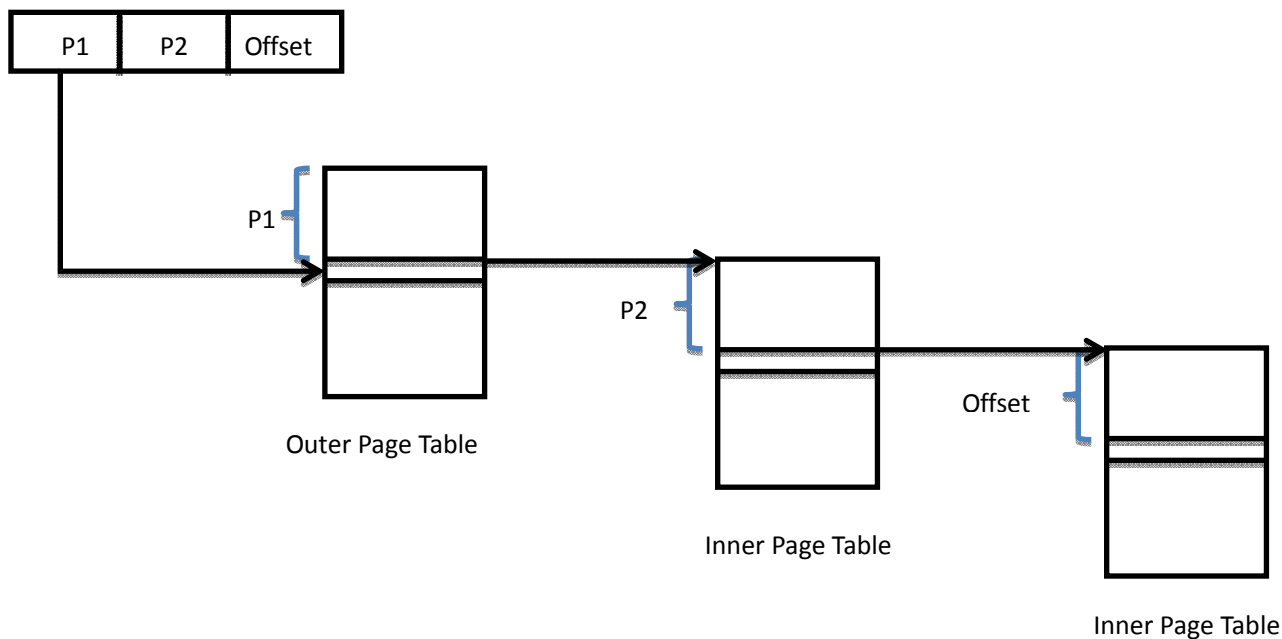 P1 P2 Offset
P1
P2
Offset
Outer Page Table
Inner Page Table
Inner Page Table